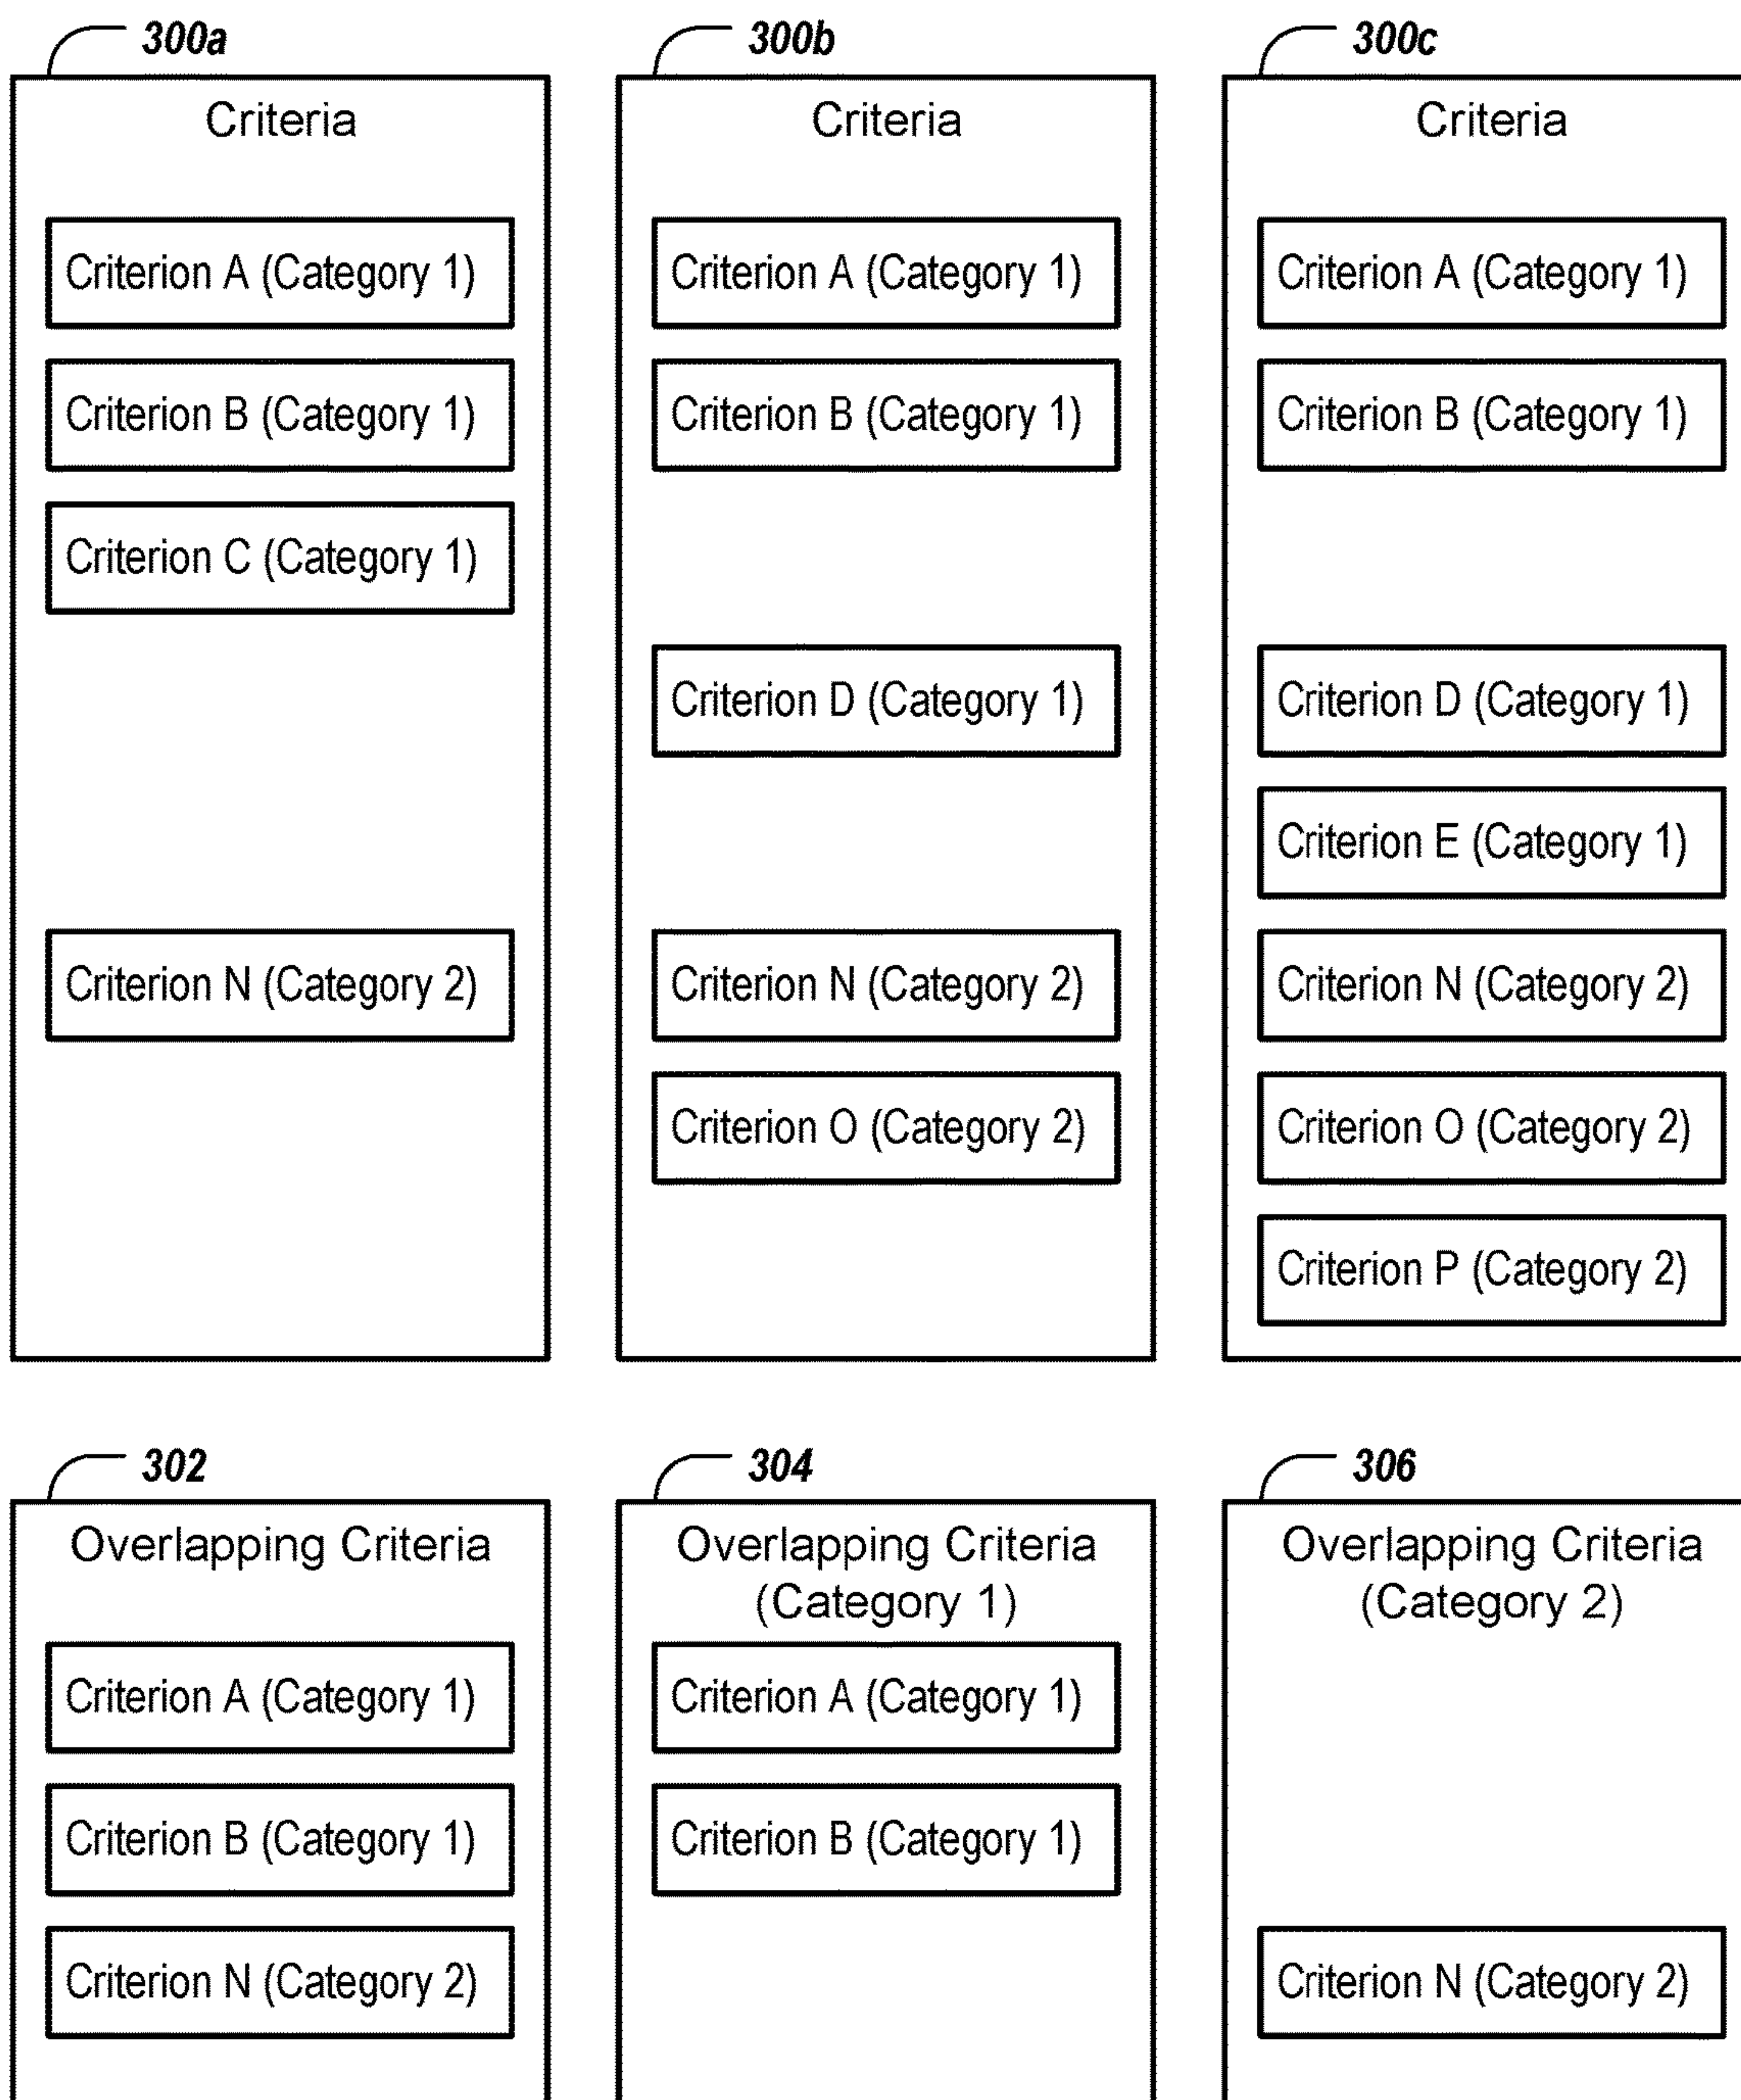 300a
Criteria
Criterion A (Category 1)
Criterion B (Category 1)
Criterion C (Category 1)
Criterion N (Category 2)
300b
Criteria
Criterion A (Category 1)
Criterion B (Category 1)
Criterion D (Category 1)
Criterion N (Category 2)
Criterion O (Category 2)
300c
Criteria
Criterion A (Category 1)
Criterion B (Category 1)
Criterion D (Category 1)
Criterion E (Category 1)
Criterion N (Category 2)
Criterion O (Category 2)
Criterion P (Category 2)
302
Overlapping Criteria
Criterion A (Category 1)
Criterion B (Category 1)
Criterion N (Category 2)
304
Overlapping Criteria
(Category 1)
Criterion A (Category 1)
Criterion B (Category 1)
306
Overlapping Criteria
(Category 2)
Criterion N (Category 2)